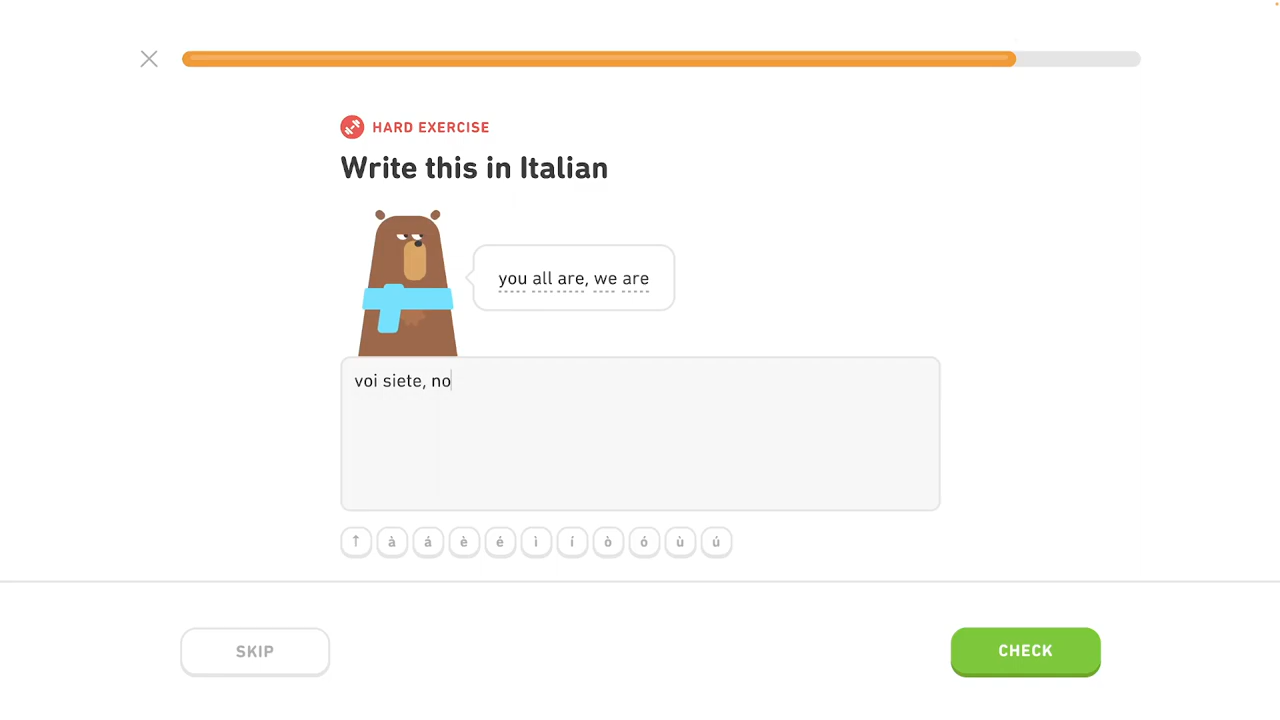 HARD EXERCISE
Write this in Italian
you all are, we are
voi siete, no
↑ à á è é ì í ò ó ù ú
SKIP
CHECK